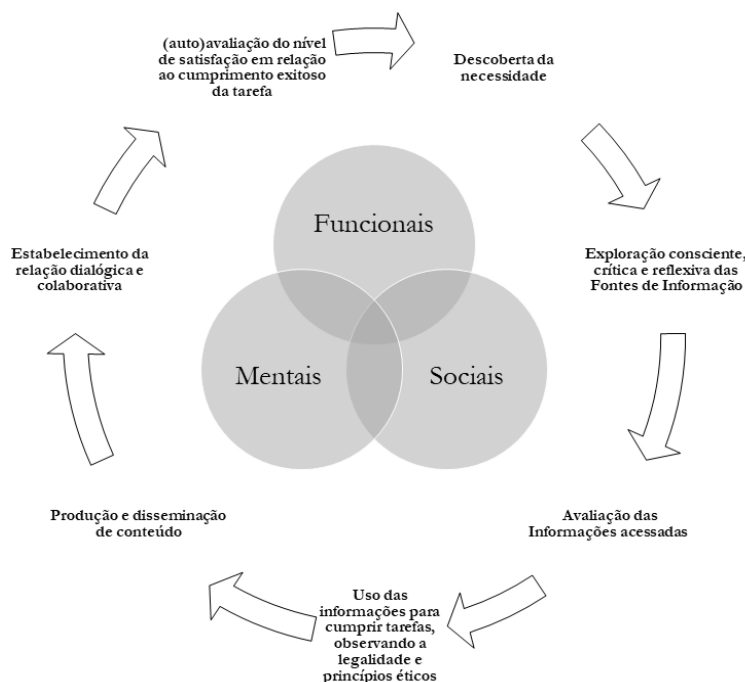 (auto)avaliação do nível
de satisfação em relação
ao cumprimento exitoso
da tarefa
Descoberta da
necessidade
Exploração consciente,
crítica e reflexiva das
Fontes de Informação
Avaliação das
Informações acessadas
Uso das
informações para
cumprir tarefas,
observando a
legalidade e
princípios éticos
Produção e disseminação
de conteúdo
Estabelecimento da
relação dialógica e
colaborativa
Funcionais
Mentais
Sociais